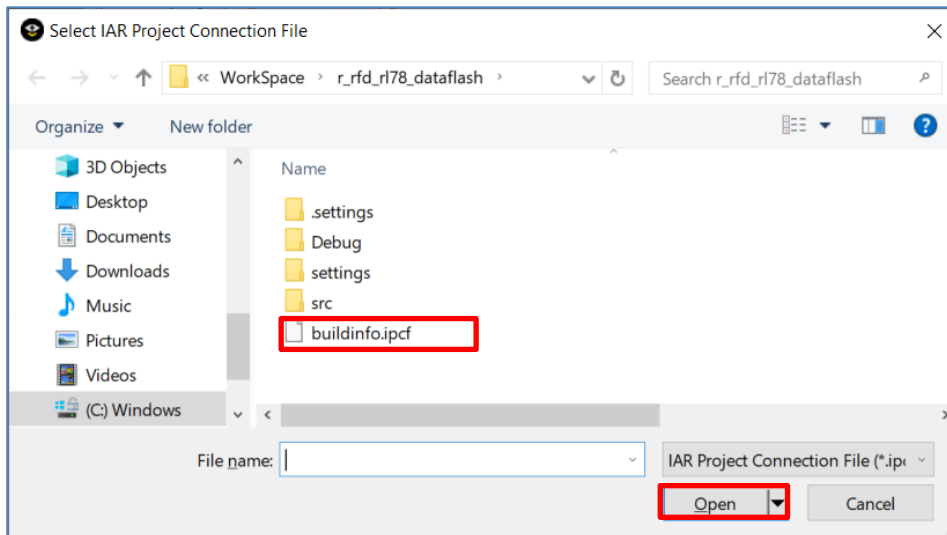 Select IAR Project Connection File
« WorkSpace › r_rfd_rl78_dataflash ›
Search r_rfd_rl78_dataflash
Organize
New folder
?
3D Objects
Desktop
Documents
Downloads
Music
Pictures
Videos
(C:) Windows
Name
.settings
Debug
settings
src
buildinfo.ipcf
File name:
IAR Project Connection File (*.ipc
Open
Cancel